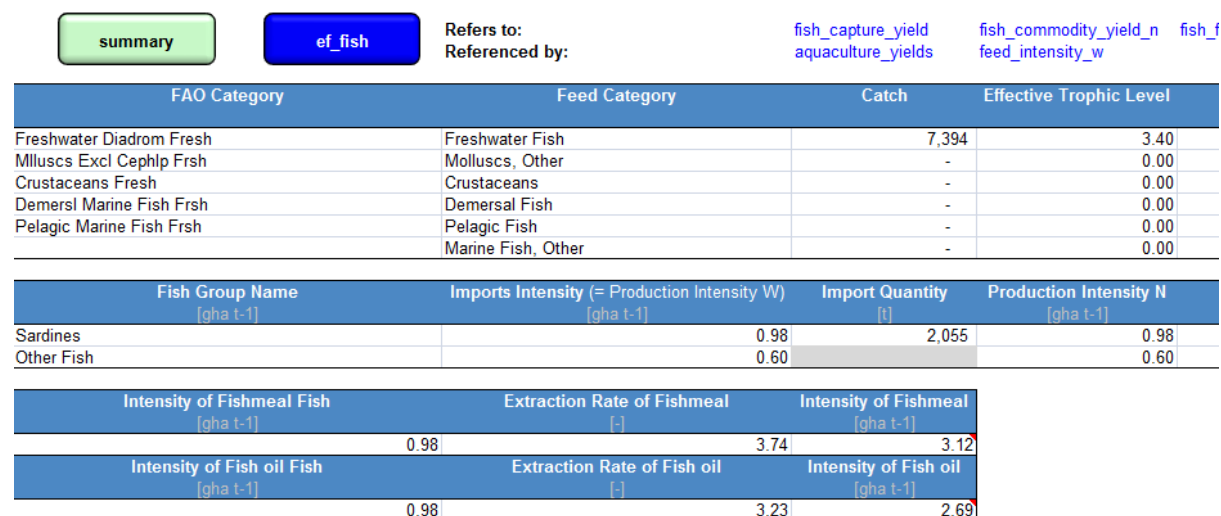 summary ef_fish Refers to: fish_capture_yield fish_commodity_yield_n fish_f
Referenced by: aquaculture_yields feed_intensity_w
FAO Category Feed Category Catch Effective Trophic Level
Freshwater Diadrom Fresh Freshwater Fish 7,394 3.40
Mlluscs Excl Cephlp Frsh Molluscs, Other - 0.00
Crustaceans Fresh Crustaceans - 0.00
Demersl Marine Fish Frsh Demersal Fish - 0.00
Pelagic Marine Fish Frsh Pelagic Fish - 0.00
Marine Fish, Other - 0.00
Fish Group Name Imports Intensity (= Production Intensity W) Import Quantity Production Intensity N
[gha t-1] [gha t-1] [t] [gha t-1]
Sardines 0.98 2,055 0.98
Other Fish 0.60 0.60
Intensity of Fishmeal Fish Extraction Rate of Fishmeal Intensity of Fishmeal
[gha t-1] [-] [gha t-1]
0.98 3.74 3.12
Intensity of Fish oil Fish Extraction Rate of Fish oil Intensity of Fish oil
[gha t-1] [-] [gha t-1]
0.98 3.23 2.69